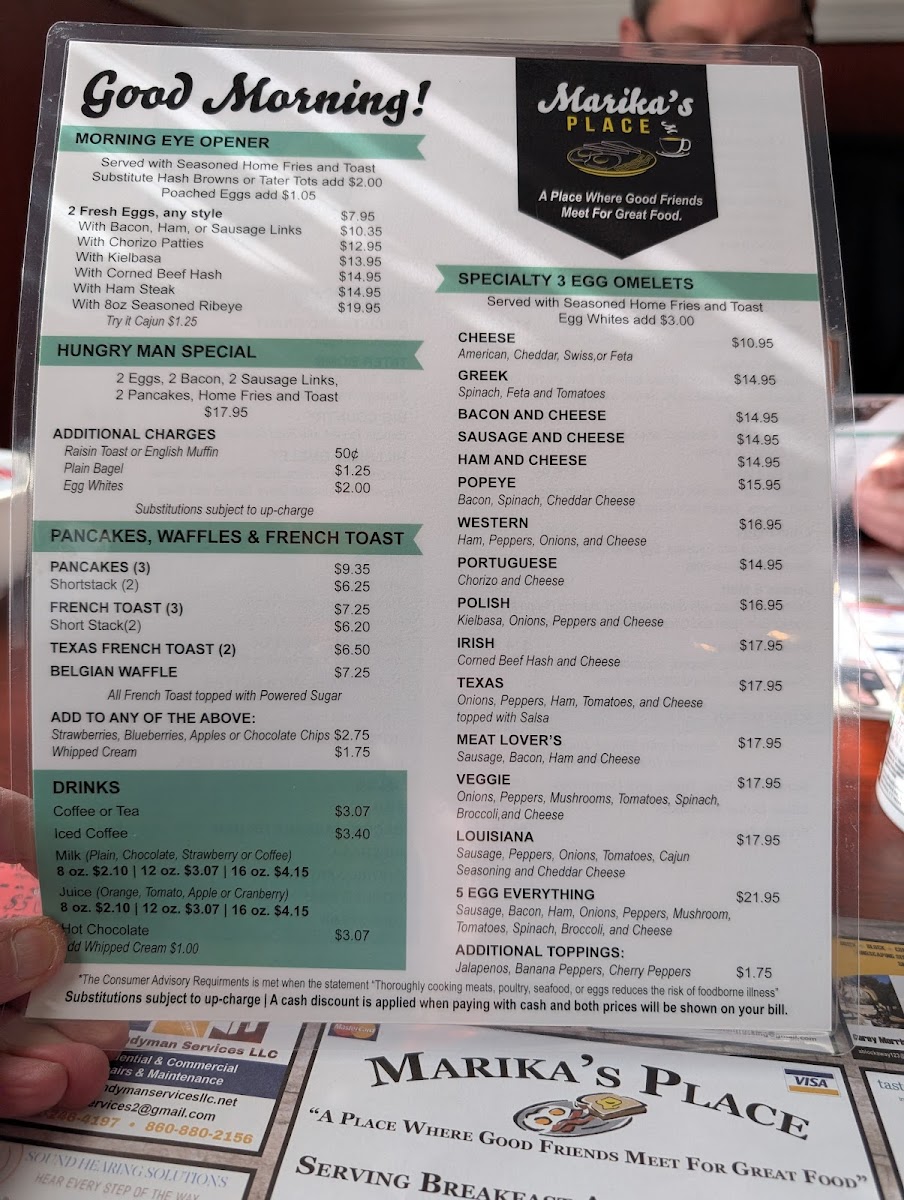 Good Morning!
MORNING EYE OPENER
Served with Seasoned Home Fries and Toast
Substitute Hash Browns or Tater Tots add $2.00
Poached Eggs add $1.05
2 Fresh Eggs, any style $7.95
With Bacon, Ham, or Sausage Links $10.35
With Chorizo Patties $12.95
With Kielbasa $13.95
With Corned Beef Hash $14.95
With Ham Steak $14.95
With 8oz Seasoned Ribeye $19.95
Try it Cajun $1.25
HUNGRY MAN SPECIAL
2 Eggs, 2 Bacon, 2 Sausage Links,
2 Pancakes, Home Fries and Toast
$17.95
ADDITIONAL CHARGES
Raisin Toast or English Muffin 50¢
Plain Bagel $1.25
Egg Whites $2.00
Substitutions subject to up-charge
PANCAKES, WAFFLES & FRENCH TOAST
PANCAKES (3) $9.35
Shortstack (2) $6.25
FRENCH TOAST (3) $7.25
Short Stack(2) $6.20
TEXAS FRENCH TOAST (2) $6.50
BELGIAN WAFFLE $7.25
All French Toast topped with Powered Sugar
ADD TO ANY OF THE ABOVE:
Strawberries, Blueberries, Apples or Chocolate Chips $2.75
Whipped Cream $1.75
DRINKS
Coffee or Tea $3.07
Iced Coffee $3.40
Milk (Plain, Chocolate, Strawberry or Coffee)
8 oz. $2.10 | 12 oz. $3.07 | 16 oz. $4.15
Juice (Orange, Tomato, Apple or Cranberry)
8 oz. $2.10 | 12 oz. $3.07 | 16 oz. $4.15
Hot Chocolate $3.07
dd Whipped Cream $1.00
Marika's
PLACE
A Place Where Good Friends
Meet For Great Food.
SPECIALTY 3 EGG OMELETS
Served with Seasoned Home Fries and Toast
Egg Whites add $3.00
CHEESE $10.95
American, Cheddar, Swiss,or Feta
GREEK $14.95
Spinach, Feta and Tomatoes
BACON AND CHEESE $14.95
SAUSAGE AND CHEESE $14.95
HAM AND CHEESE $14.95
POPEYE $15.95
Bacon, Spinach, Cheddar Cheese
WESTERN $16.95
Ham, Peppers, Onions, and Cheese
PORTUGUESE $14.95
Chorizo and Cheese
POLISH $16.95
Kielbasa, Onions, Peppers and Cheese
IRISH $17.95
Corned Beef Hash and Cheese
TEXAS $17.95
Onions, Peppers, Ham, Tomatoes, and Cheese
topped with Salsa
MEAT LOVER'S $17.95
Sausage, Bacon, Ham and Cheese
VEGGIE $17.95
Onions, Peppers, Mushrooms, Tomatoes, Spinach,
Broccoli,and Cheese
LOUISIANA $17.95
Sausage, Peppers, Onions, Tomatoes, Cajun
Seasoning and Cheddar Cheese
5 EGG EVERYTHING $21.95
Sausage, Bacon, Ham, Onions, Peppers, Mushroom,
Tomatoes, Spinach, Broccoli, and Cheese
ADDITIONAL TOPPINGS:
Jalapenos, Banana Peppers, Cherry Peppers $1.75
*The Consumer Advisory Requirments is met when the statement "Thoroughly cooking meats, poultry, seafood, or eggs reduces the risk of foodborne illness"
Substitutions subject to up-charge | A cash discount is applied when paying with cash and both prices will be shown on your bill.
dyman Services LLC
ential & Commercial
airs & Maintenance
ndymanservicesllc.net
ervices2@gmail.com
860-880-2156
SOUND HEARING SOLUTIONS
HEAR EVERY STEP OF THE WAY
MasterCard
VISA
MARIKA'S PLACE
"A PLACE WHERE GOOD FRIENDS MEET FOR GREAT FOOD"
SERVING